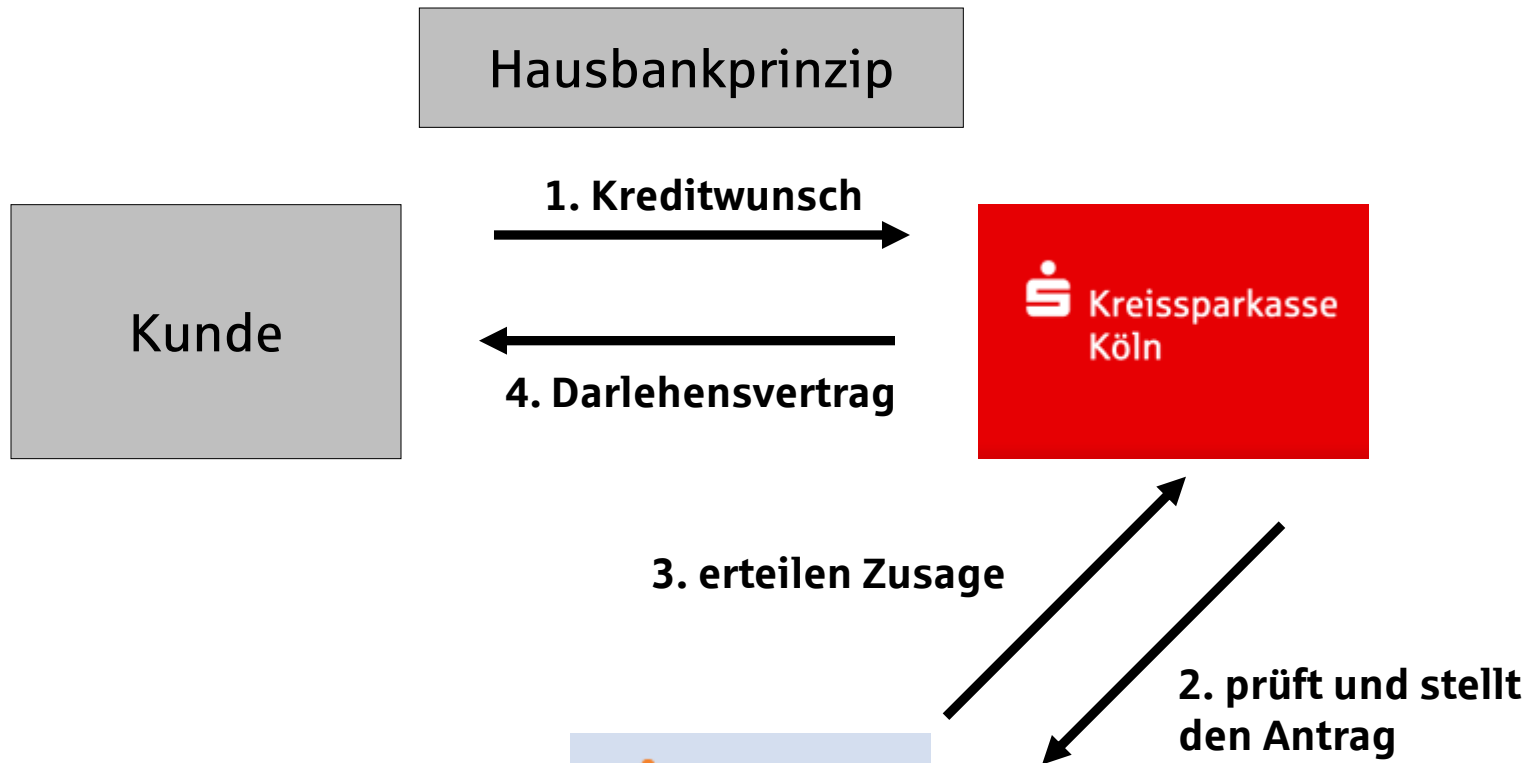 Hausbankprinzip
1. Kreditwunsch
Kunde
Kreissparkasse
Köln
4. Darlehensvertrag
3. erteilen Zusage
2. prüft und stellt
den Antrag